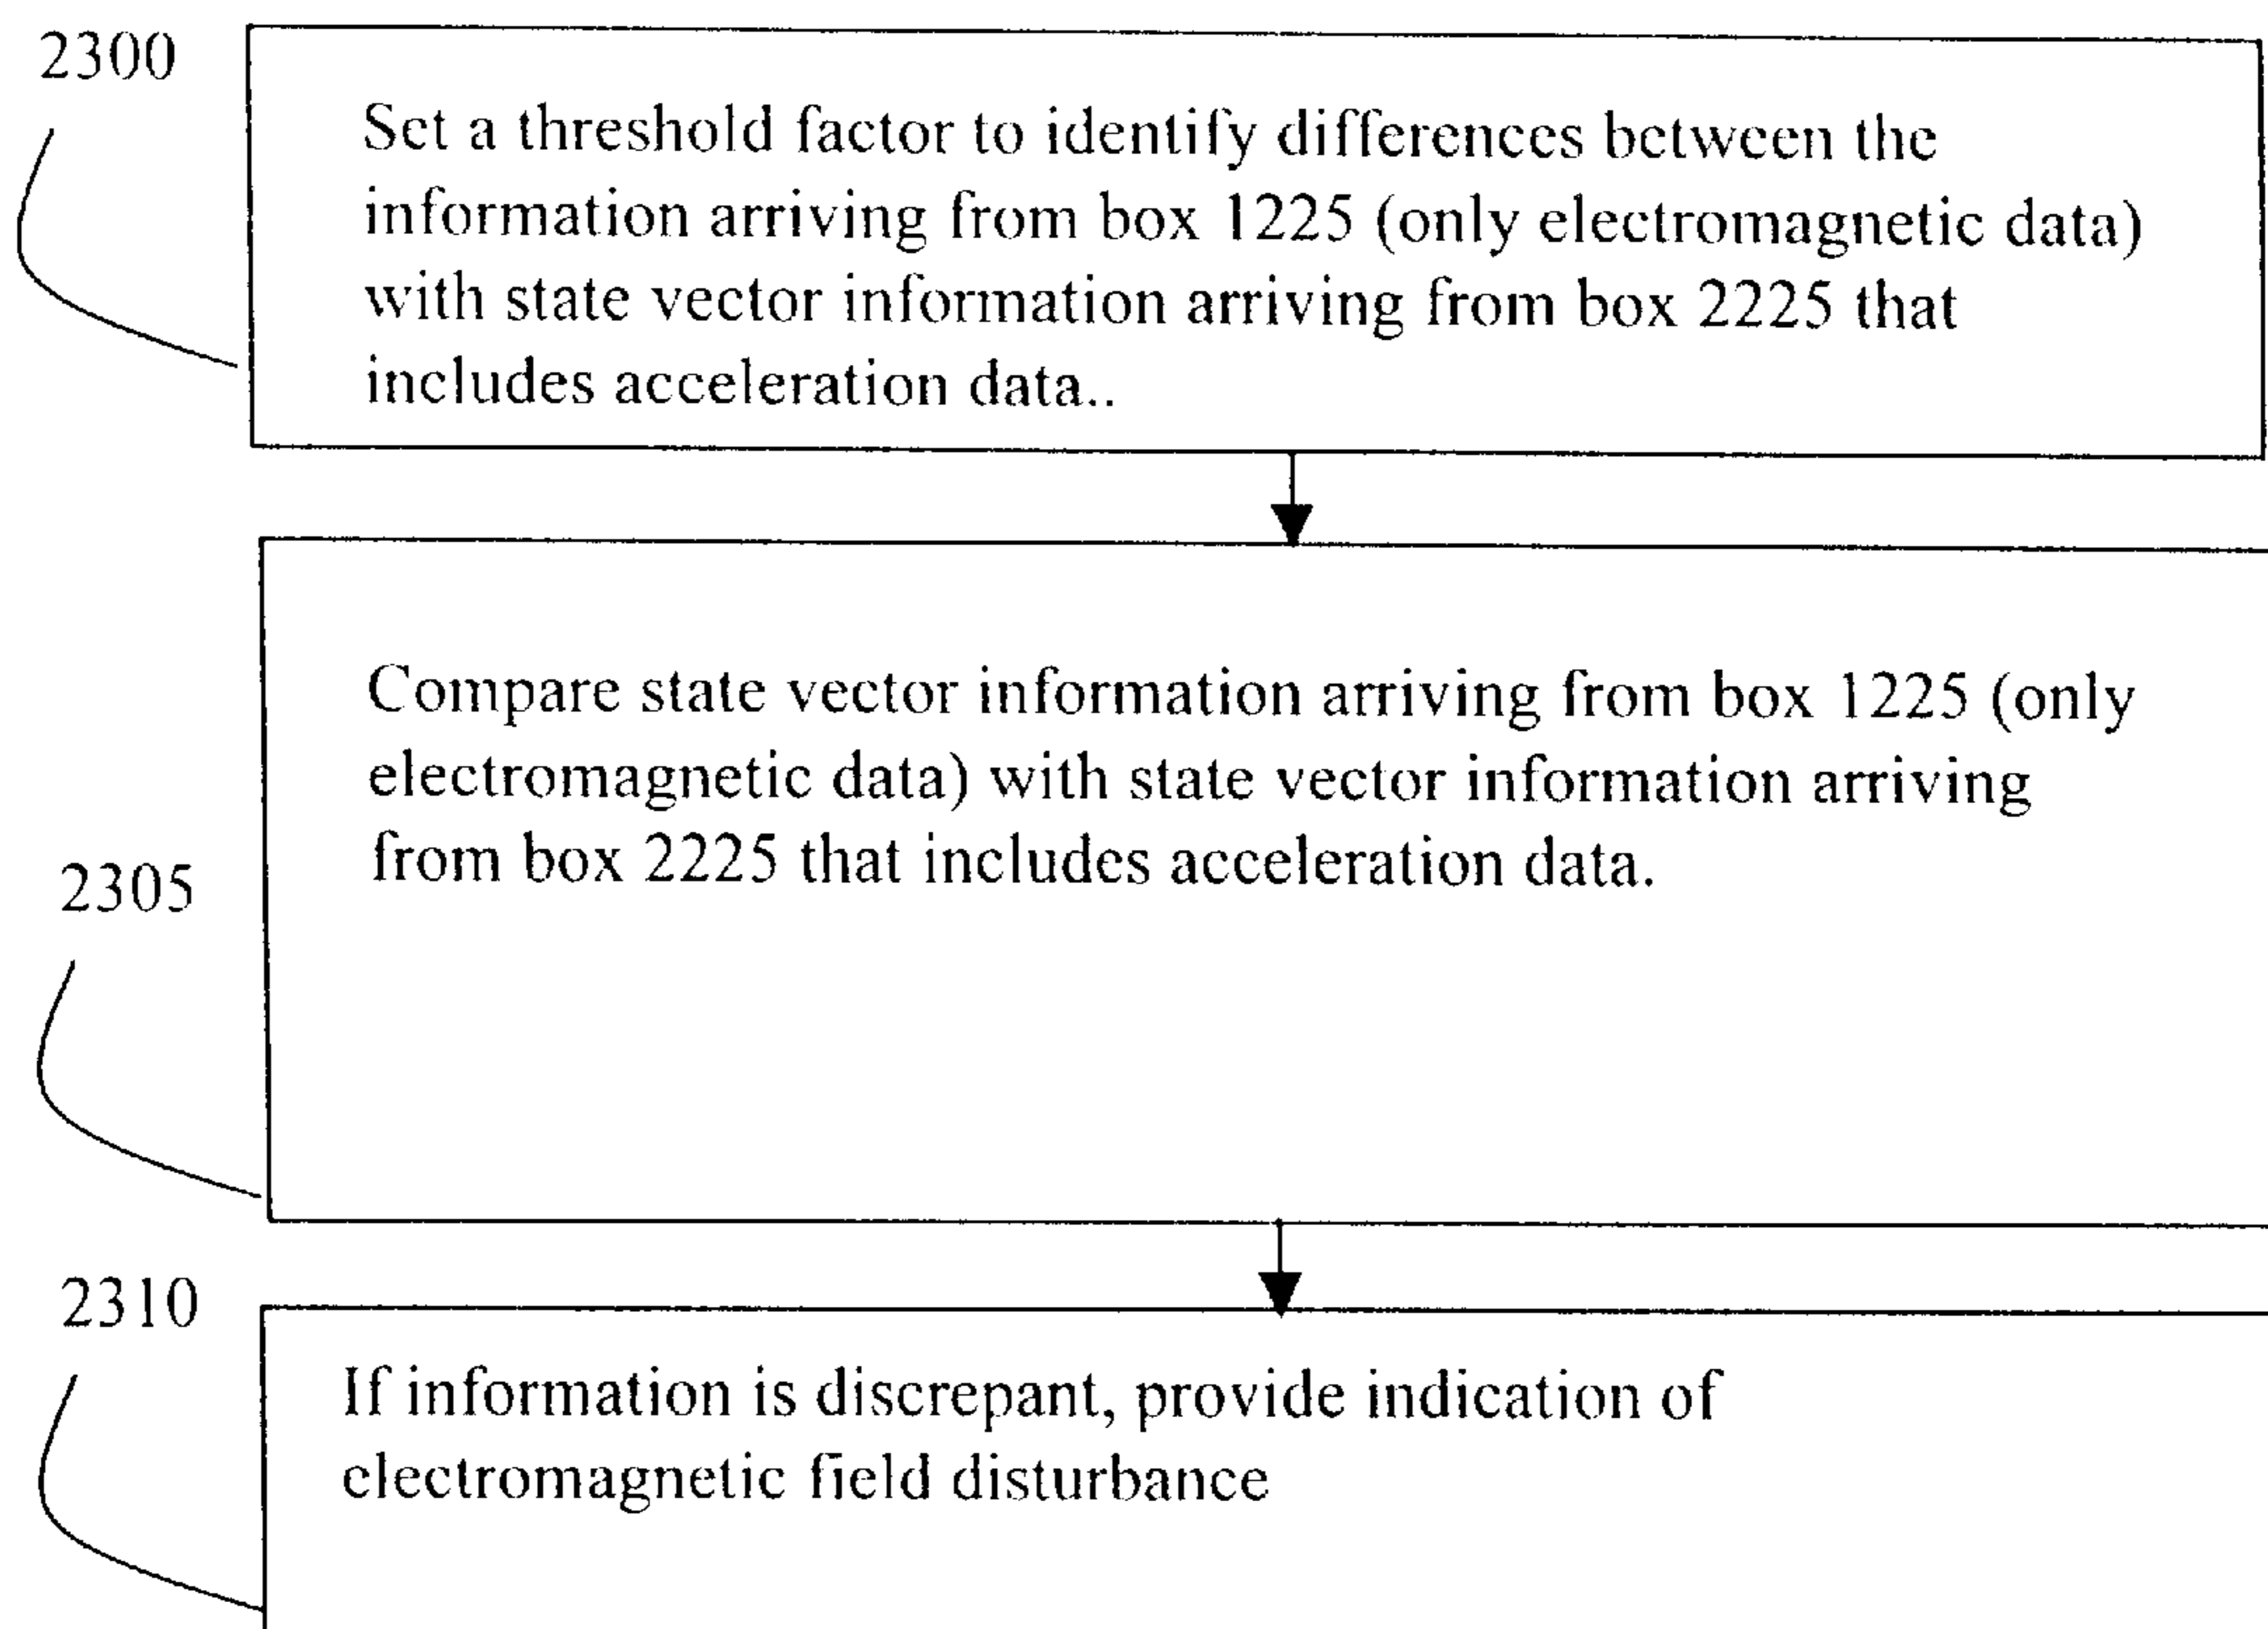 2300
Set a threshold factor to identify differences between the
information arriving from box 1225 (only electromagnetic data)
with state vector information arriving from box 2225 that
includes acceleration data..
Compare state vector information arriving from box 1225 (only
electromagnetic data) with state vector information arriving
from box 2225 that includes acceleration data.
2305
2310
If information is discrepant, provide indication of
electromagnetic field disturbance